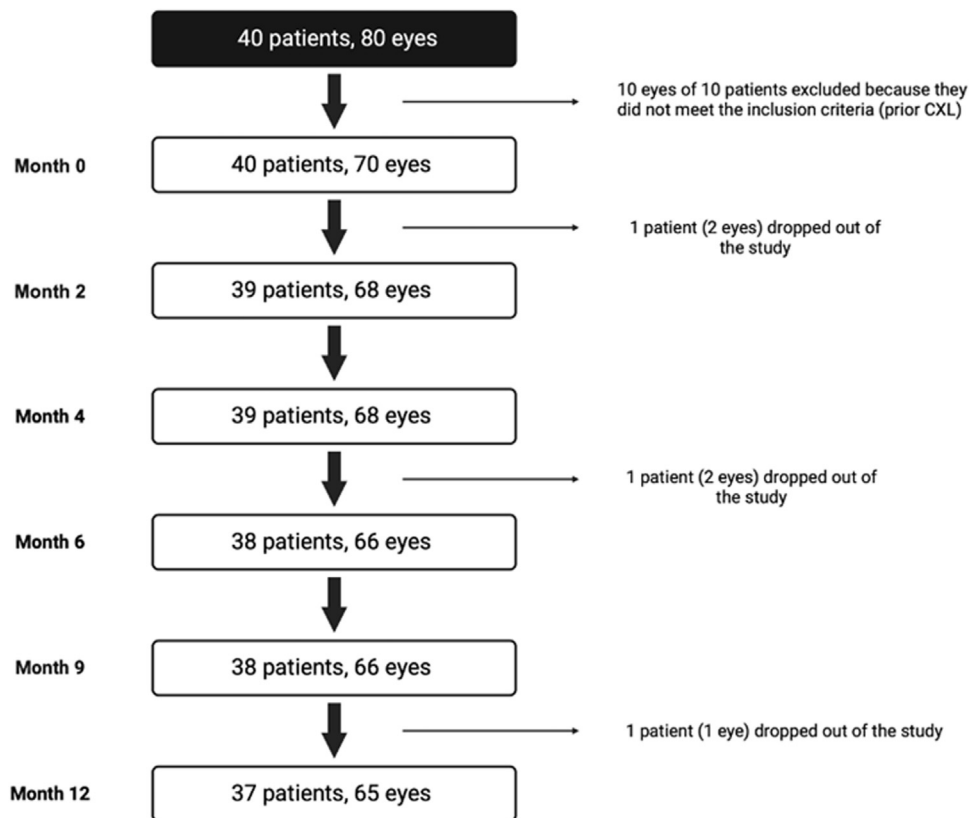 40 patients, 80 eyes
10 eyes of 10 patients excluded because they
did not meet the inclusion criteria (prior CXL)
Month 0
40 patients, 70 eyes
1 patient (2 eyes) dropped out of
the study
Month 2
39 patients, 68 eyes
Month 4
39 patients, 68 eyes
1 patient (2 eyes) dropped out of
the study
Month 6
38 patients, 66 eyes
Month 9
38 patients, 66 eyes
1 patient (1 eye) dropped out of the study
Month 12
37 patients, 65 eyes